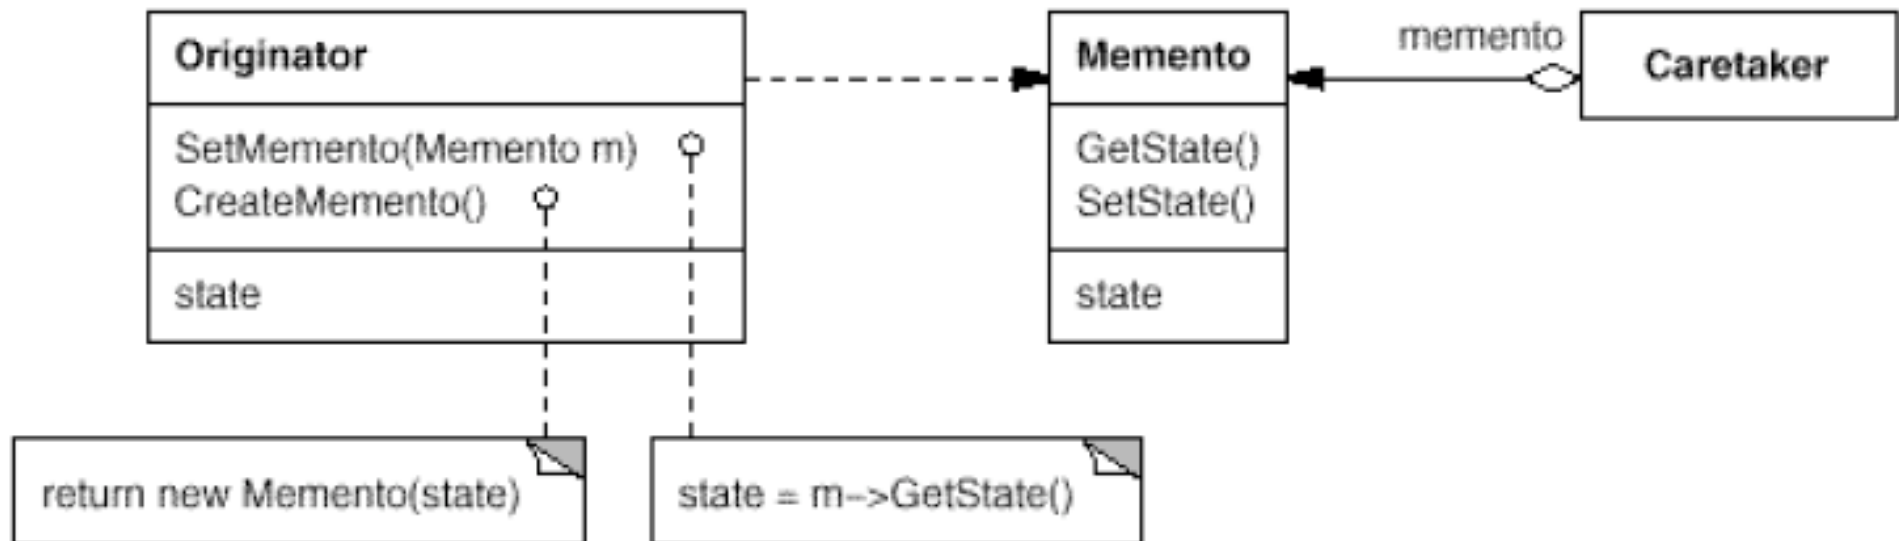 Originator
SetMemento(Memento m)
CreateMemento()
state
Memento
GetState()
SetState()
state
memento
Caretaker
return new Memento(state)
state = m->GetState()